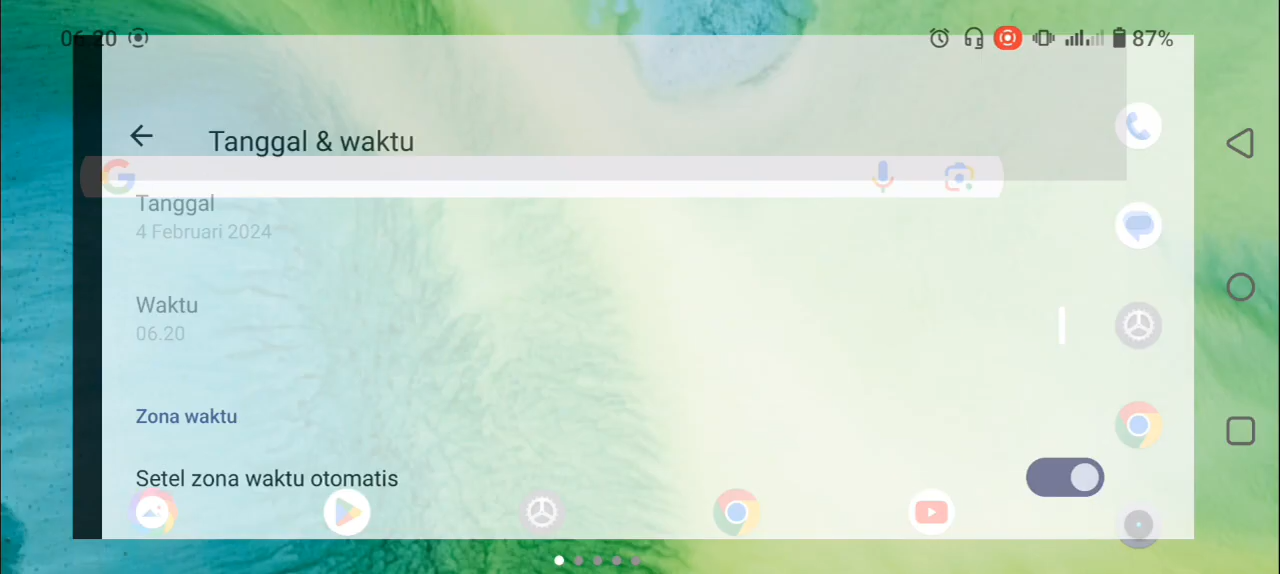 06.20 87%
Tanggal & waktu
Tanggal
4 Februari 2024
Waktu
06.20
Zona waktu
Setel zona waktu otomatis